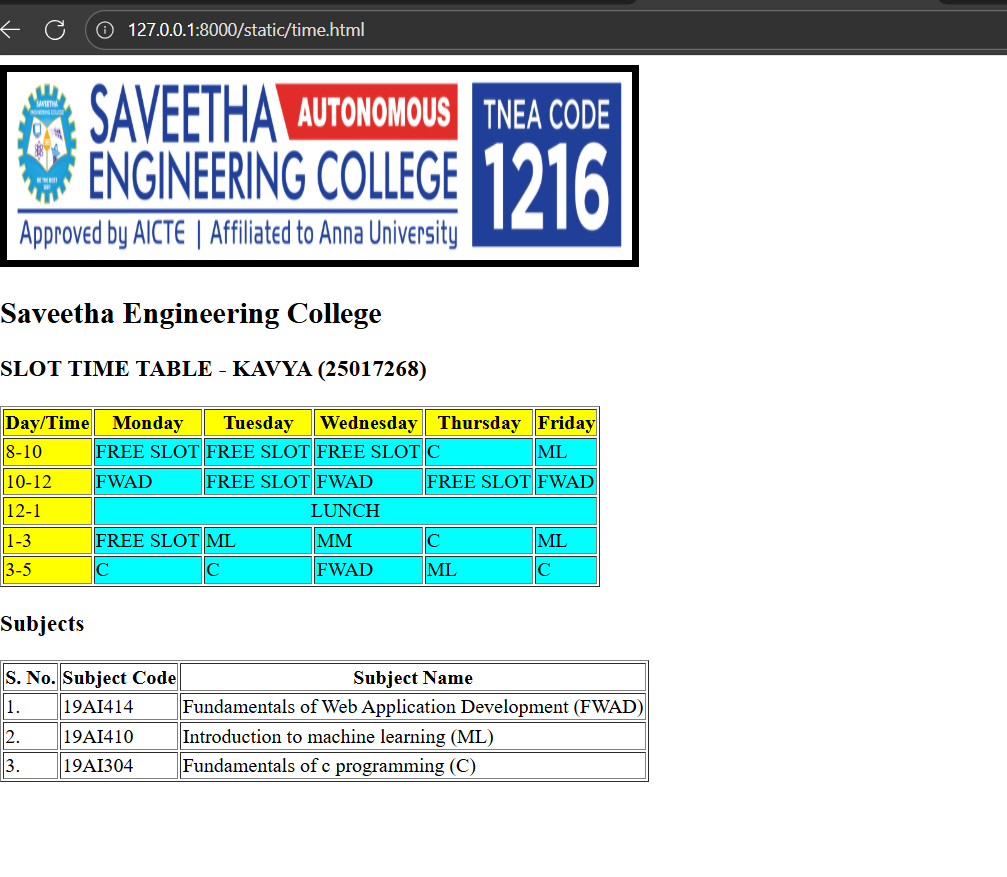 127.0.0.1:8000/static/time.html
SAVEETHA AUTONOMOUS
ENGINEERING COLLEGE
Approved by AICTE | Affiliated to Anna University
TNEA CODE
1216
Saveetha Engineering College
SLOT TIME TABLE - KAVYA (25017268)
Day/Time Monday Tuesday Wednesday Thursday Friday
8-10 FREE SLOT FREE SLOT FREE SLOT C ML
10-12 FWAD FREE SLOT FWAD FREE SLOT FWAD
12-1 LUNCH
1-3 FREE SLOT ML MM C ML
3-5 C C FWAD ML C
Subjects
S. No. Subject Code Subject Name
1. 19AI414 Fundamentals of Web Application Development (FWAD)
2. 19AI410 Introduction to machine learning (ML)
3. 19AI304 Fundamentals of c programming (C)